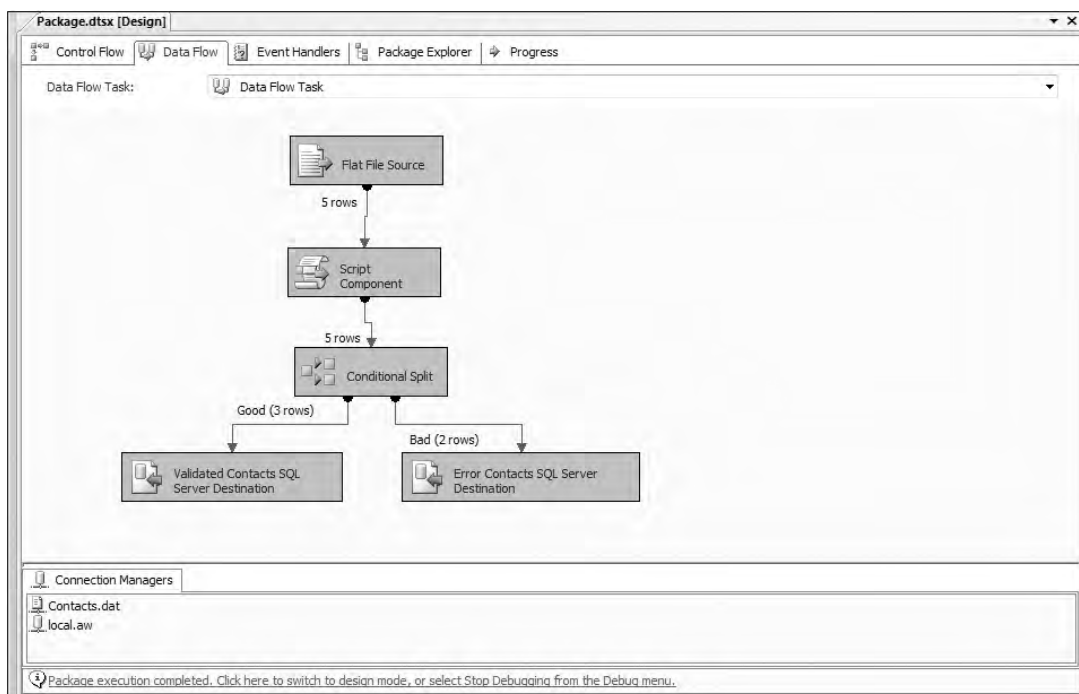 Package.dtsx [Design]
Control Flow
Data Flow
Event Handlers
Package Explorer
Progress
Data Flow Task:
Data Flow Task
Flat File Source
5 rows
Script
Component
5 rows
Conditional Split
Good (3 rows)
Bad (2 rows)
Validated Contacts SQL
Server Destination
Error Contacts SQL Server
Destination
Connection Managers
Contacts.dat
local.aw
Package execution completed. Click here to switch to design mode, or select Stop Debugging from the Debug menu.